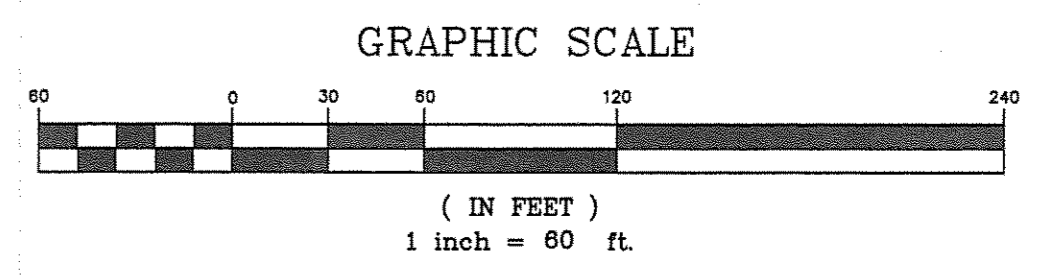 GRAPHIC SCALE
60 0 30 60 120 240
( IN FEET )
1 inch = 60 ft.